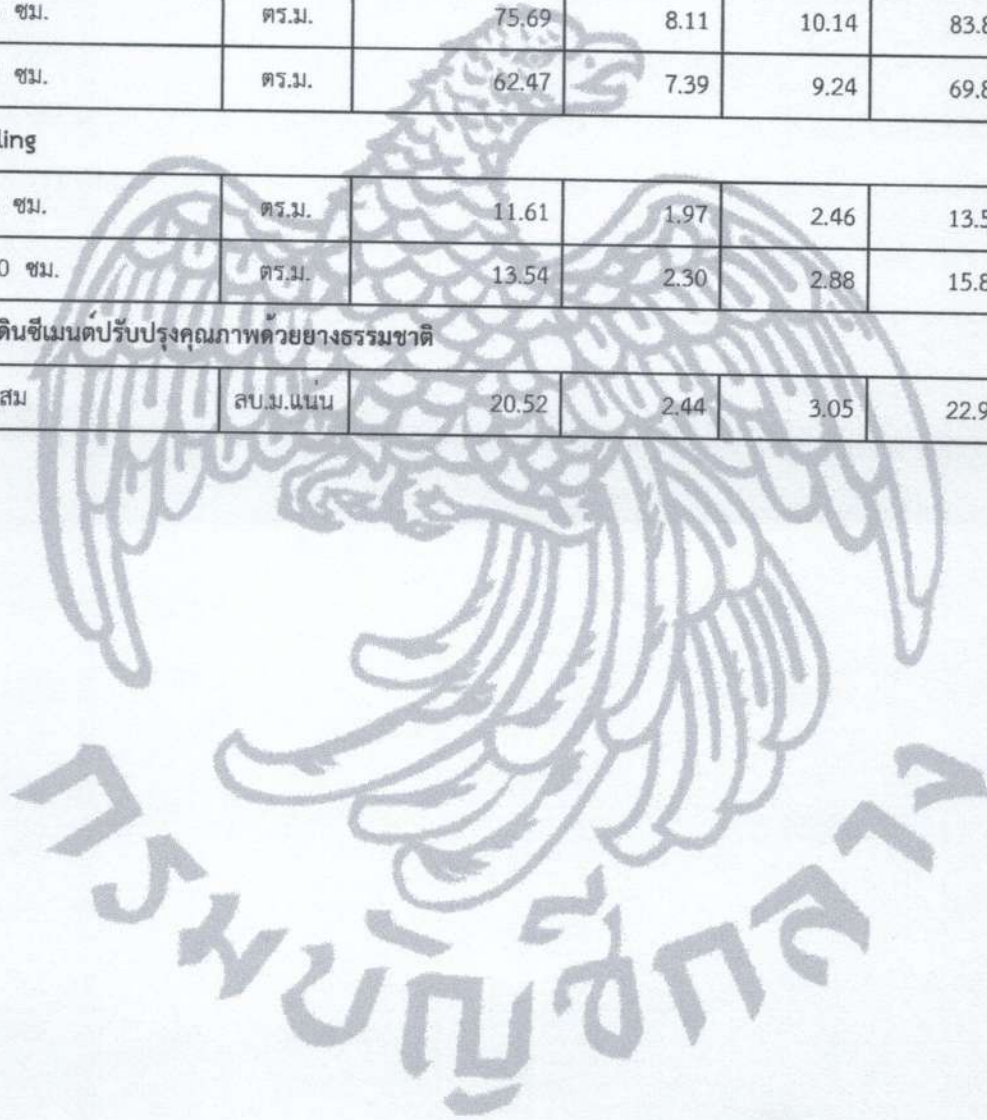 ซม. ตร.ม. 75.69 8.11 10.14 83.8
ซม. ตร.ม. 62.47 7.39 9.24 69.8
ling
ซม. ตร.ม. 11.61 1.97 2.46 13.5
0 ซม. ตร.ม. 13.54 2.30 2.88 15.8
ดินซีเมนต์ปรับปรุงคุณภาพด้วยยางธรรมชาติ
สม ลบ.ม.แน่น 20.52 2.44 3.05 22.9
กรมบัญชีกลาง